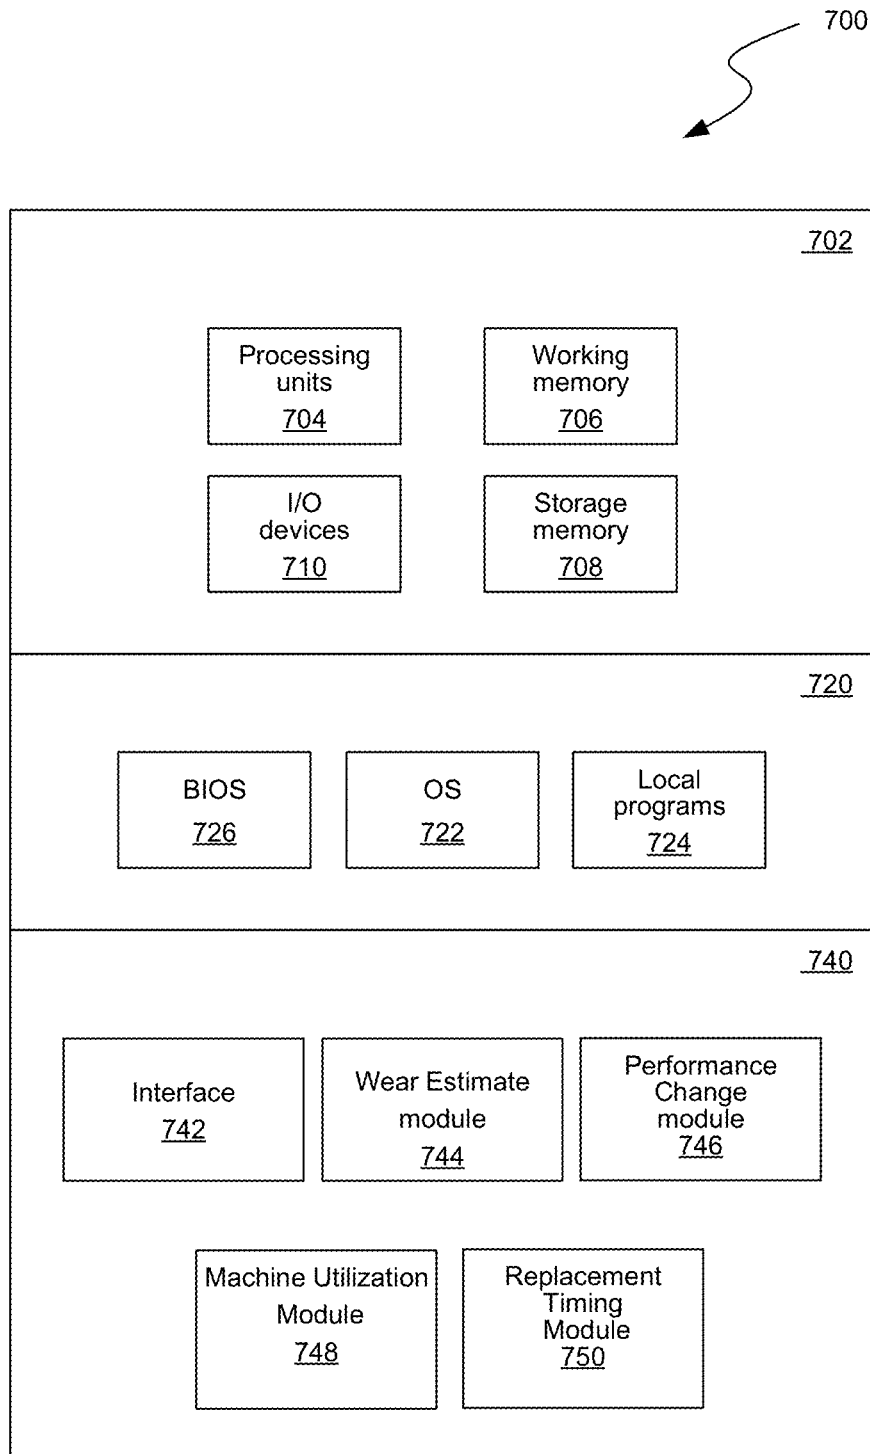 700
702
Processing
units
704
Working
memory
706
I/O
devices
710
Storage
memory
708
720
BIOS
726
OS
722
Local
programs
724
740
Interface
742
Wear Estimate
module
744
Performance
Change
module
746
Machine Utilization
Module
748
Replacement
Timing
Module
750